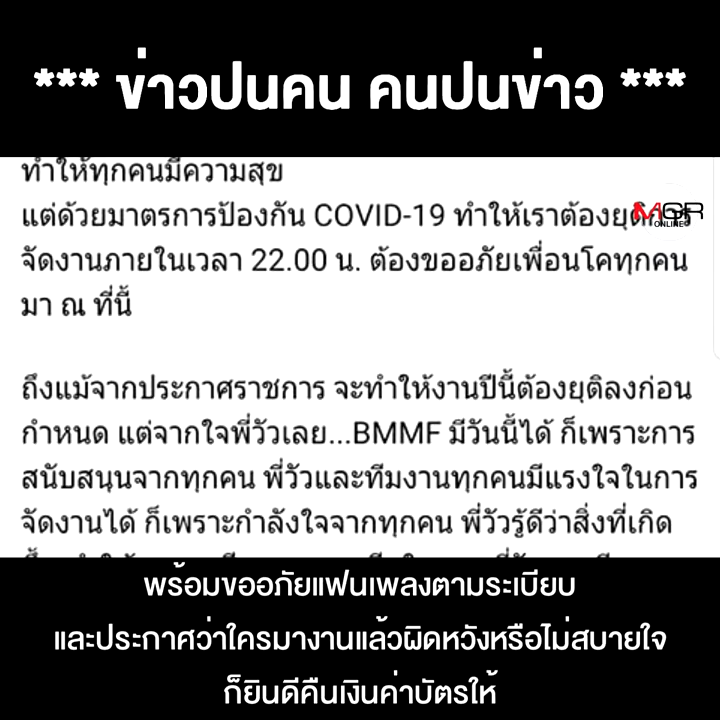 *** ข่าวปนคน คนปนข่าว ***
ทำให้ทุกคนมีความสุข
แต่ด้วยมาตรการป้องกัน COVID-19 ทำให้เราต้องยุติการ
MGR
ONLINE
จัดงานภายในเวลา 22.00 น. ต้องขออภัยเพื่อนโคทุกคน
มา ณ ที่นี้
ถึงแม้จากประกาศราชการ จะทำให้งานปีนี้ต้องยุติลงก่อน
กำหนด แต่จากใจพี่วัวเลย...BMMF มีวันนี้ได้ ก็เพราะการ
สนับสนุนจากทุกคน พี่วัวและทีมงานทุกคนมีแรงใจในการ
จัดงานได้ ก็เพราะกำลังใจจากทุกคน พี่วัวรู้ดีว่าสิ่งที่เกิด
พร้อมขออภัยแฟนเพลงตามระเบียบ
และประกาศว่าใครมางานแล้วผิดหวังหรือไม่สบายใจ
ก็ยินดีคืนเงินค่าบัตรให้